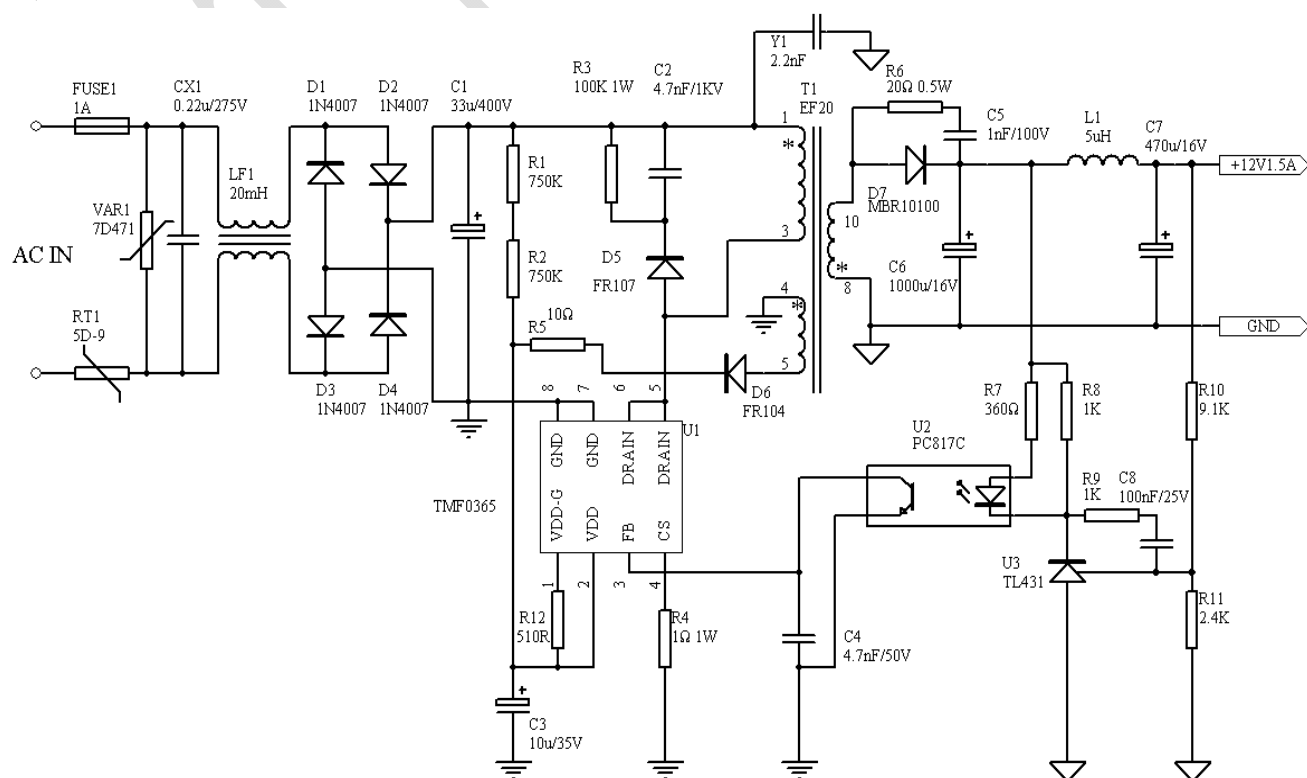 FUSE1
1A
CX1
0.22u/275V
D1
1N4007
D2
1N4007
C1
33u/400V
R3
100K 1W
C2
4.7nF/1KV
Y1
2.2nF
T1
EF20
R6
20Ω 0.5W
C5
1nF/100V
L1
5uH
C7
470u/16V
+12V1.5A
VAR1
7D471
LF1
20mH
R1
750K
1
*
3
D7
MBR10100
10
*
8
AC IN
+
R2
750K
D5
FR107
+
C6
1000u/16V
+
GND
RT1
5D-9
R5
10Ω
4
*
5
D6
FR104
D3
1N4007
D4
1N4007
8
7
6
5
U1
GND
GND
DRAIN
DRAIN
VDD-G
VDD
FB
CS
TMF0365
1
2
3
4
R7
360Ω
R8
1K
R10
9.1K
U2
PC817C
R9
1K
C8
100nF/25V
U3
TL431
R12
510R
R4
1Ω 1W
C4
4.7nF/50V
R11
2.4K
+
C3
10u/35V